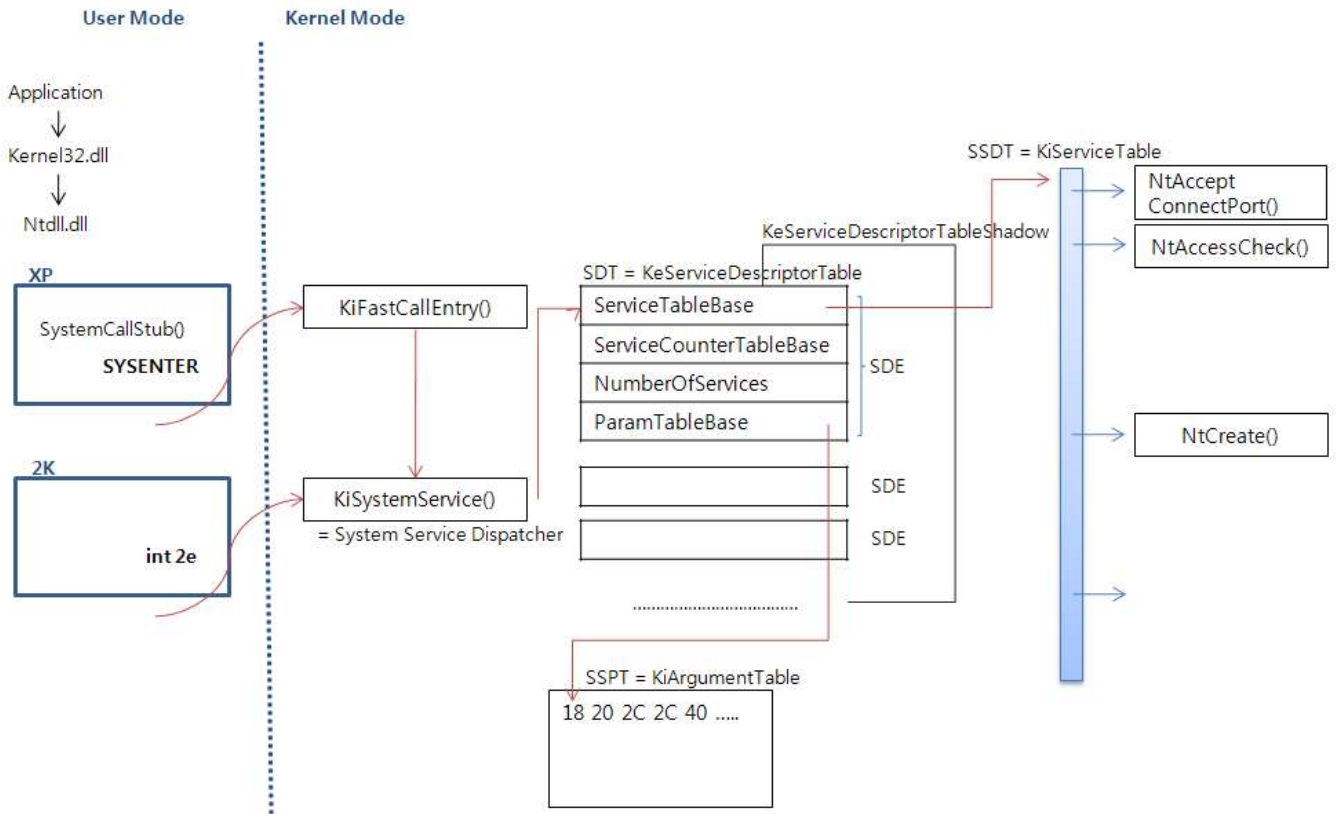 User Mode
Kernel Mode
Application
Kernel32.dll
Ntdll.dll
XP
SystemCallStub()
SYSENTER
2K
int 2e
KiFastCallEntry()
KiSystemService()
= System Service Dispatcher
KeServiceDescriptorTableShadow
SDT = KeServiceDescriptorTable
ServiceTableBase
ServiceCounterTableBase
NumberOfServices
ParamTableBase
SDE
SDE
SDE
....................................
SSPT = KiArgumentTable
18 20 2C 2C 40 .....
SSDT = KiServiceTable
NtAccept
ConnectPort()
NtAccessCheck()
NtCreate()